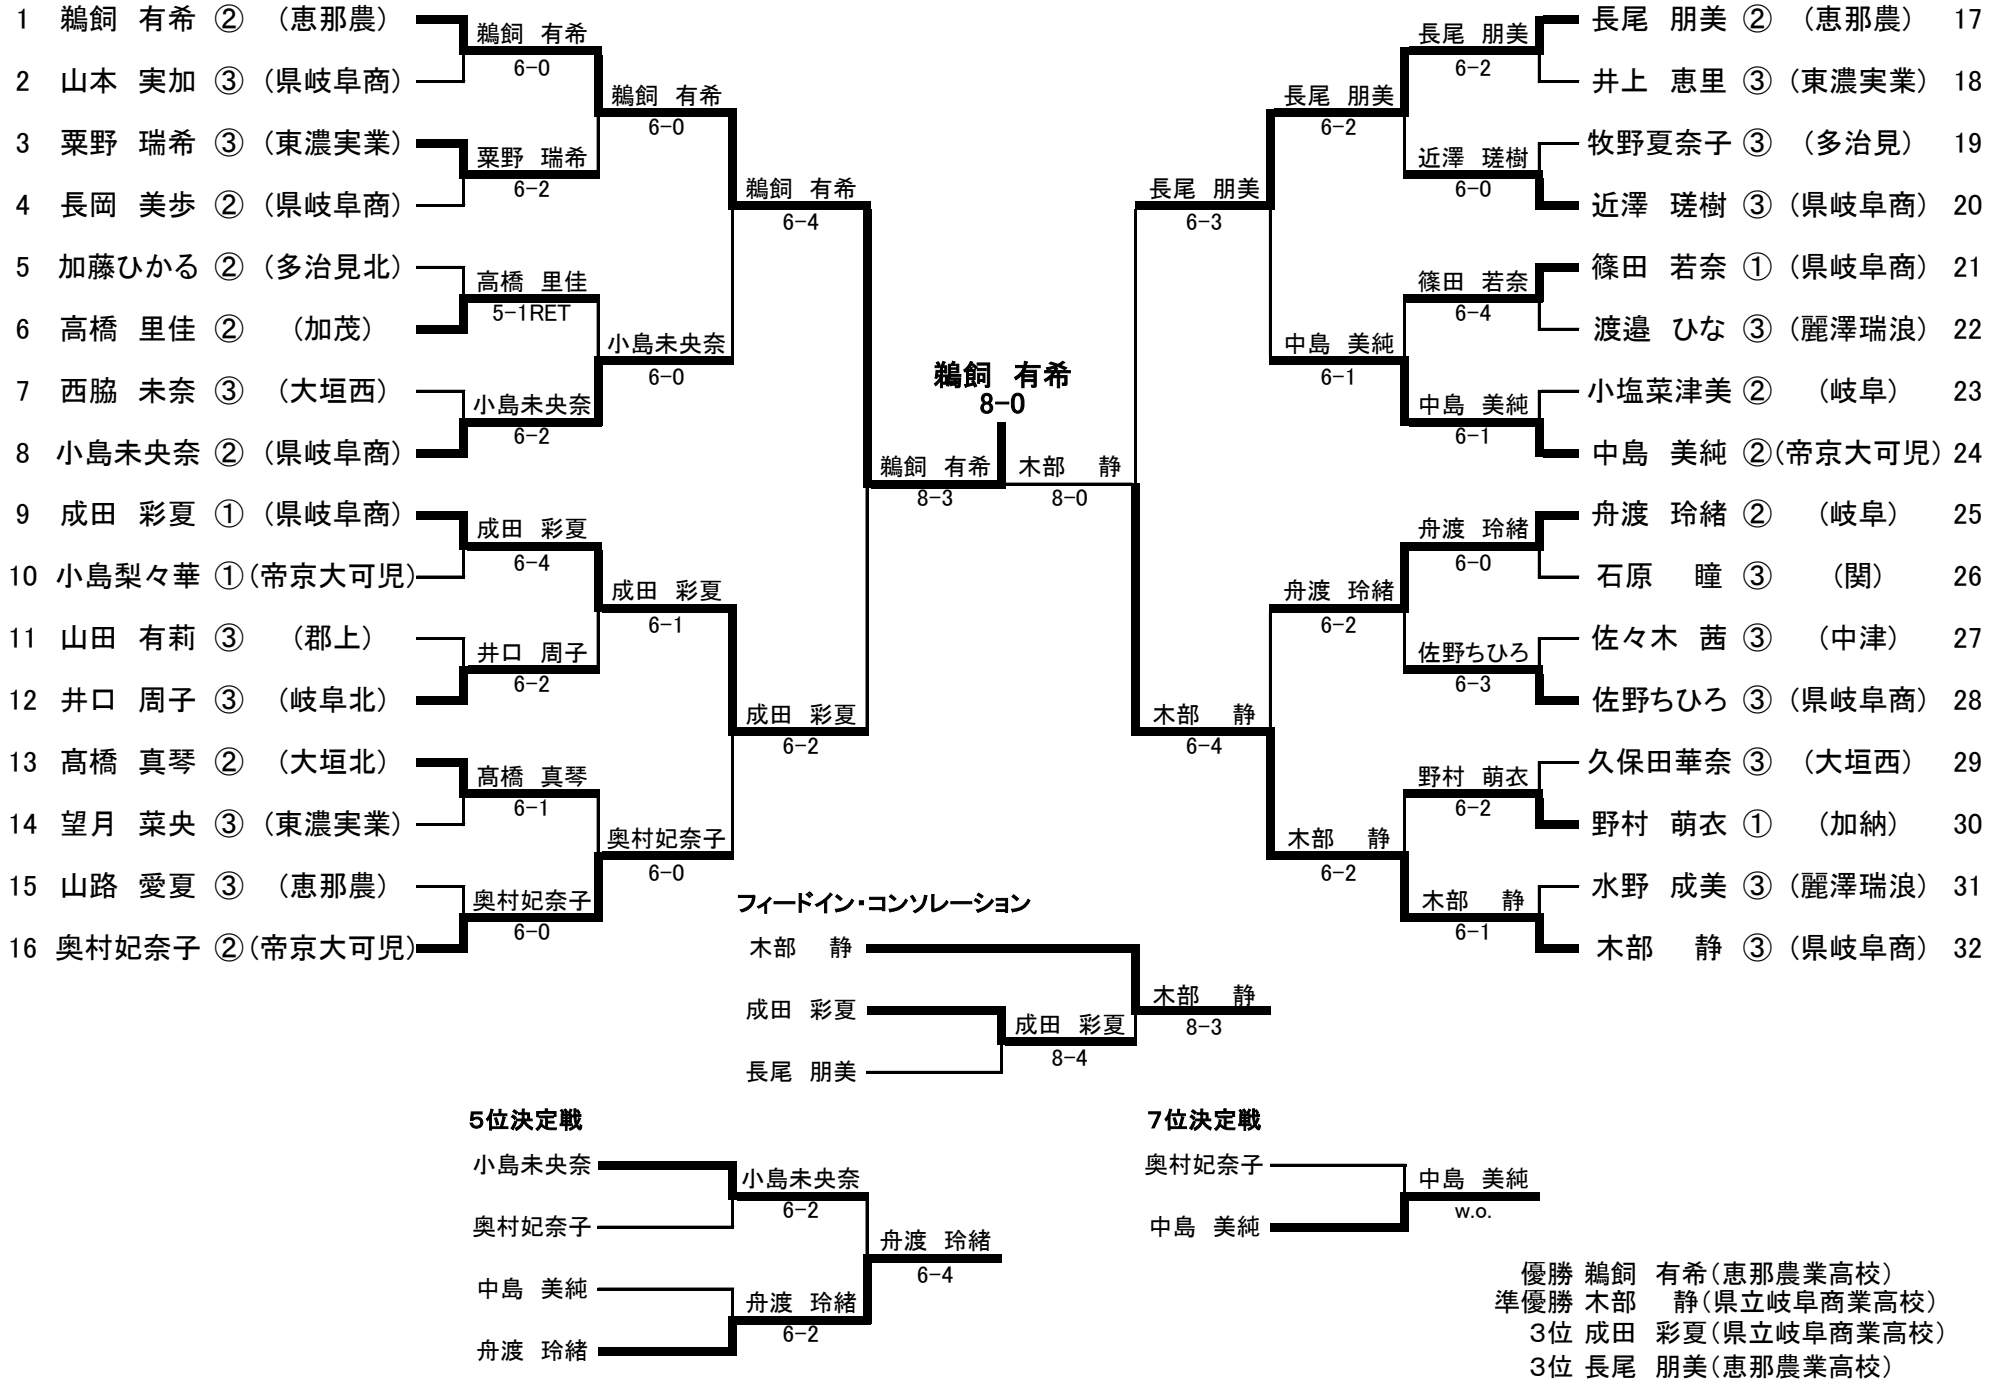 1 鵜飼 有希 ② (恵那農)
2 山本 実加 ③ (県岐阜商)
3 粟野 瑞希 ③ (東濃実業)
4 長岡 美歩 ② (県岐阜商)
5 加藤ひかる ② (多治見北)
6 高橋 里佳 ② (加茂)
7 西脇 未奈 ③ (大垣西)
8 小島未央奈 ② (県岐阜商)
9 成田 彩夏 ① (県岐阜商)
10 小島梨々華 ① (帝京大可児)
11 山田 有莉 ③ (郡上)
12 井口 周子 ③ (岐阜北)
13 髙橋 真琴 ② (大垣北)
14 望月 菜央 ③ (東濃実業)
15 山路 愛夏 ③ (恵那農)
16 奥村妃奈子 ② (帝京大可児)
鵜飼 有希
6-0
粟野 瑞希
6-2
高橋 里佳
5-1RET
小島未央奈
6-2
成田 彩夏
6-4
井口 周子
6-2
髙橋 真琴
6-1
奥村妃奈子
6-0
鵜飼 有希
6-0
小島未央奈
6-0
成田 彩夏
6-1
奥村妃奈子
6-0
鵜飼 有希
6-4
成田 彩夏
6-2
鵜飼 有希
8-3
鵜飼 有希
8-0
木部 静
8-0
長尾 朋美
6-3
木部 静
6-4
長尾 朋美
6-2
中島 美純
6-1
舟渡 玲緒
6-2
木部 静
6-2
長尾 朋美
6-2
近澤 瑳樹
6-0
篠田 若奈
6-4
中島 美純
6-1
舟渡 玲緒
6-0
佐野ちひろ
6-3
野村 萌衣
6-2
木部 静
6-1
長尾 朋美 ② (恵那農) 17
井上 恵里 ③ (東濃実業) 18
牧野夏奈子 ③ (多治見) 19
近澤 瑳樹 ③ (県岐阜商) 20
篠田 若奈 ① (県岐阜商) 21
渡邉 ひな ③ (麗澤瑞浪) 22
小塩菜津美 ② (岐阜) 23
中島 美純 ② (帝京大可児) 24
舟渡 玲緒 ② (岐阜) 25
石原 瞳 ③ (関) 26
佐々木 茜 ③ (中津) 27
佐野ちひろ ③ (県岐阜商) 28
久保田華奈 ③ (大垣西) 29
野村 萌衣 ① (加納) 30
水野 成美 ③ (麗澤瑞浪) 31
木部 静 ③ (県岐阜商) 32
フィードイン・コンソレーション
木部 静
成田 彩夏
長尾 朋美
成田 彩夏
8-4
木部 静
8-3
5位決定戦
小島未央奈
奥村妃奈子
中島 美純
舟渡 玲緒
小島未央奈
6-2
舟渡 玲緒
6-2
舟渡 玲緒
6-4
7位決定戦
奥村妃奈子
中島 美純
中島 美純
w.o.
優勝 鵜飼 有希(恵那農業高校)
準優勝 木部 静(県立岐阜商業高校)
3位 成田 彩夏(県立岐阜商業高校)
3位 長尾 朋美(恵那農業高校)